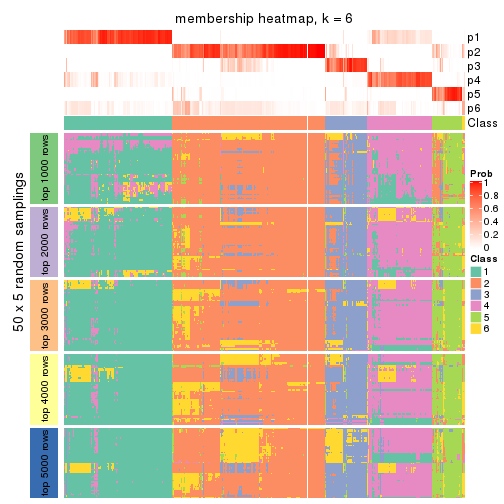 membership heatmap, k = 6
p1
p2
p3
p4
p5
p6
Class
50 x 5 random samplings
top 1000 rows
top 2000 rows
top 3000 rows
top 4000 rows
top 5000 rows
Prob
1
0.8
0.6
0.4
0.2
0
Class
1
2
3
4
5
6